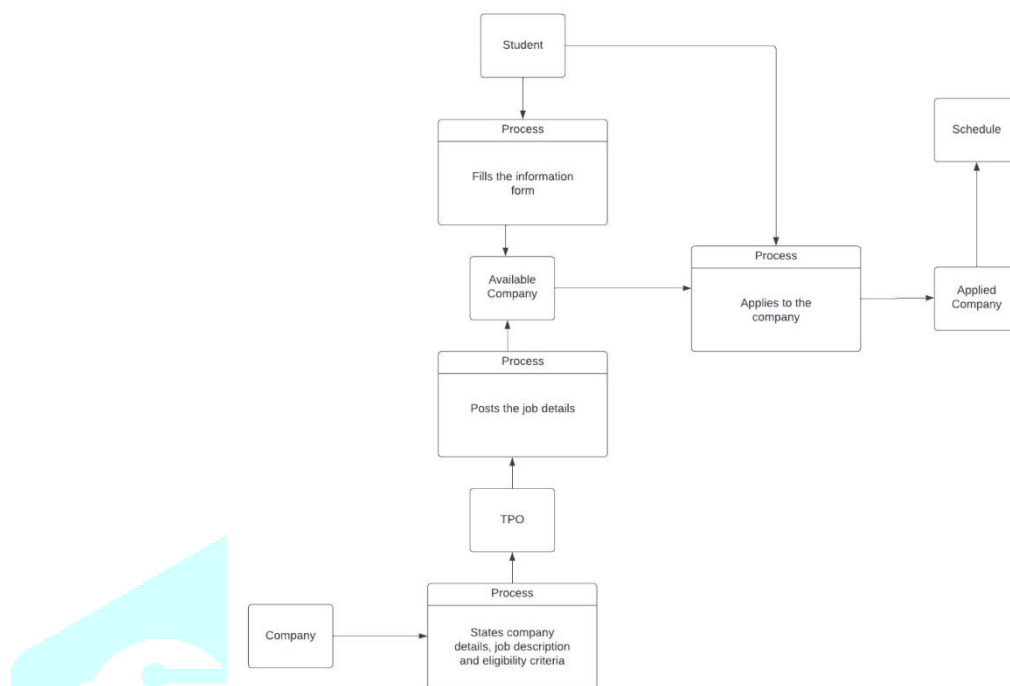 Student
Process
Fills the information
form
Schedule
Available
Company
Process
Applies to the
company
Applied
Company
Process
Posts the job details
TPO
Company
Process
States company
details, job description
and eligibility criteria